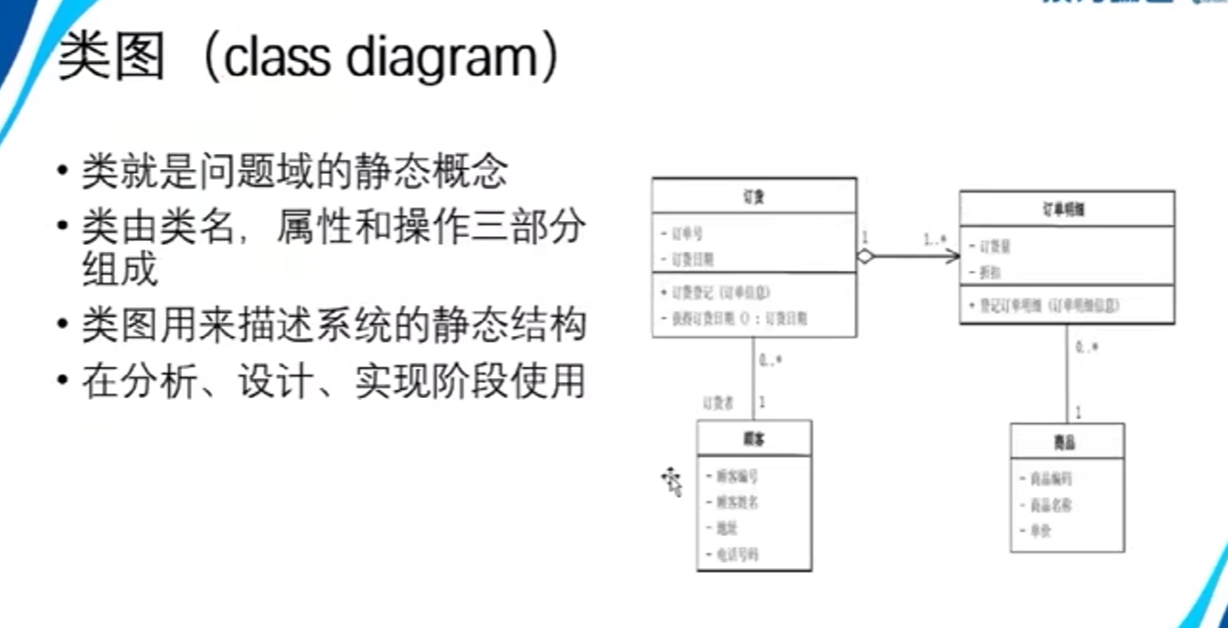 类图（class diagram）
• 类就是问题域的静态概念
• 类由类名，属性和操作三部分
组成
• 类图用来描述系统的静态结构
• 在分析、设计、实现阶段使用
订货
- 订单号
- 订货日期
+ 订货登记（订单信息）
- 获得订货日期（）：订货日期
1
1..*
订单明细
- 订货量
- 折扣
+ 登记订单明细（订单明细信息）
0..*
订货者
1
顾客
- 顾客编号
- 顾客姓名
- 地址
- 电话号码
0..*
1
商品
- 商品编码
- 商品名称
- 单价